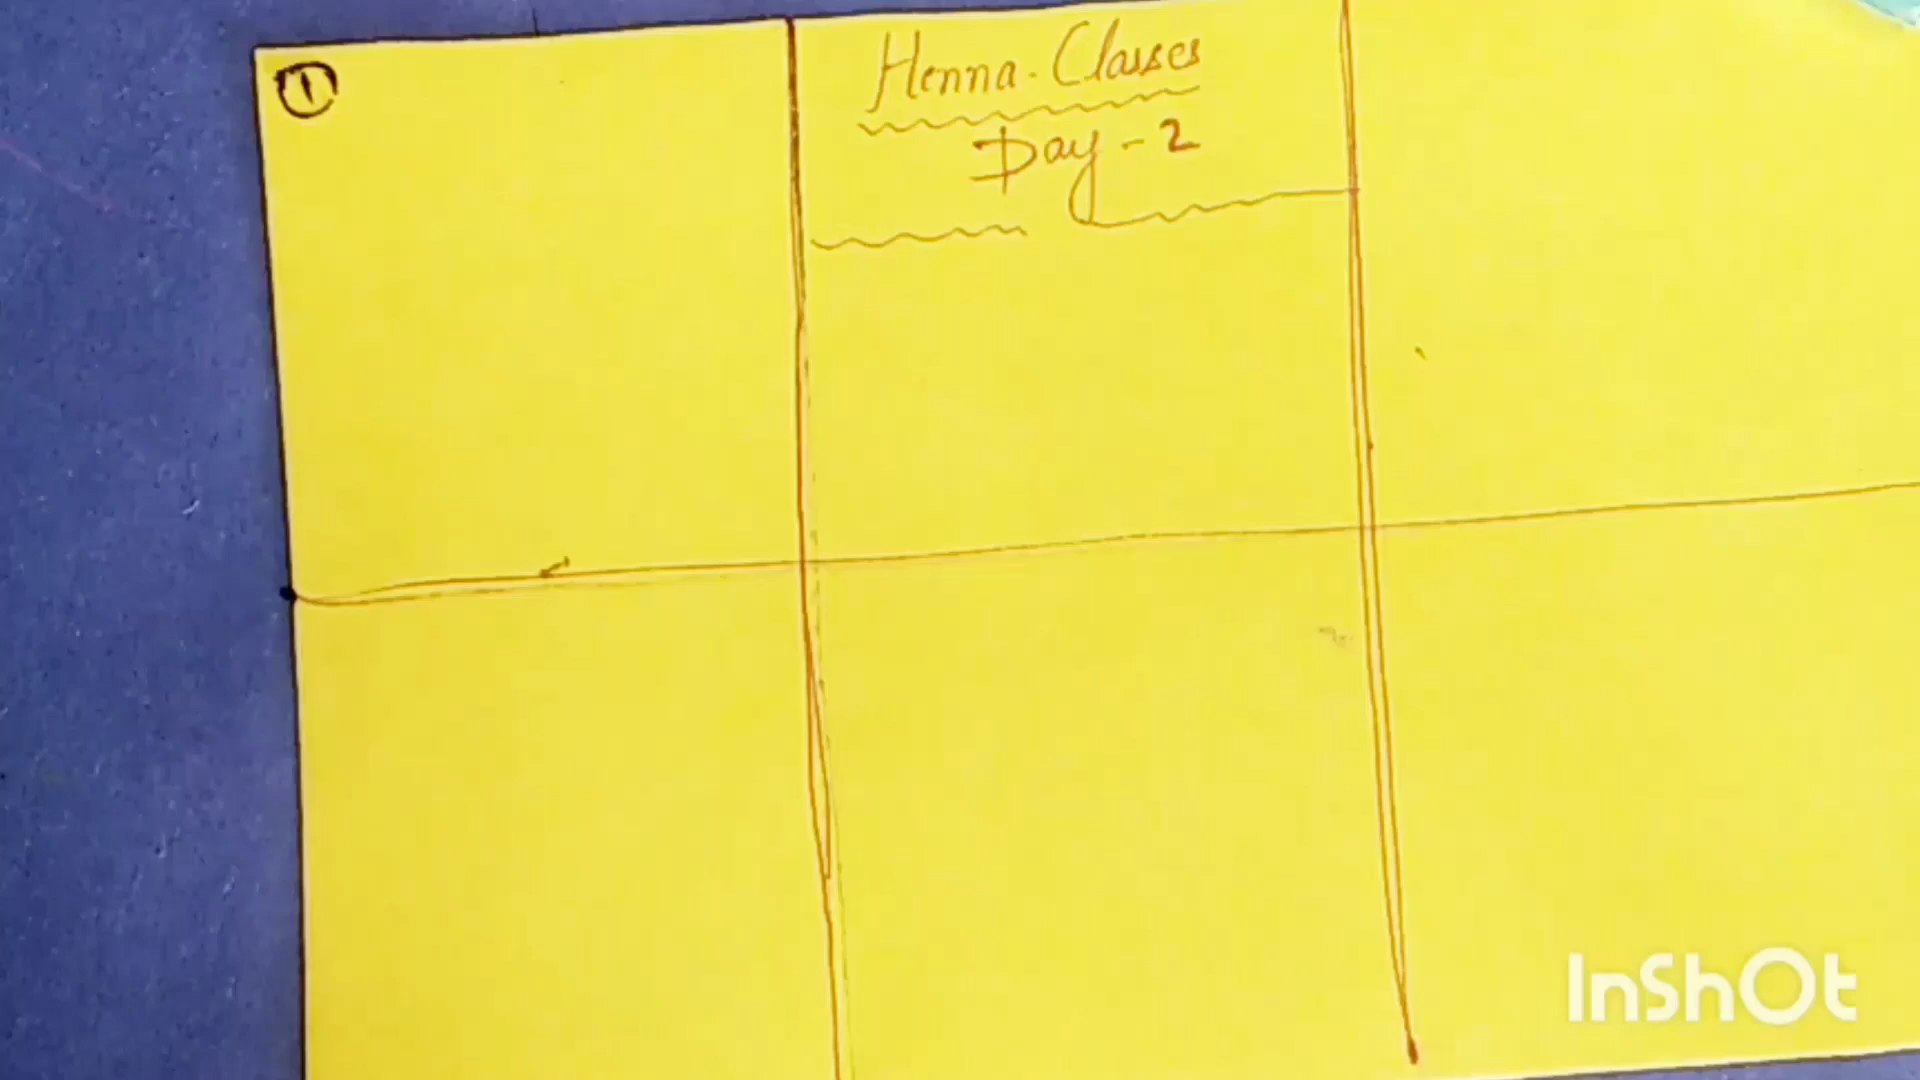 ①
Henna - Classes
Day - 2
InShOt